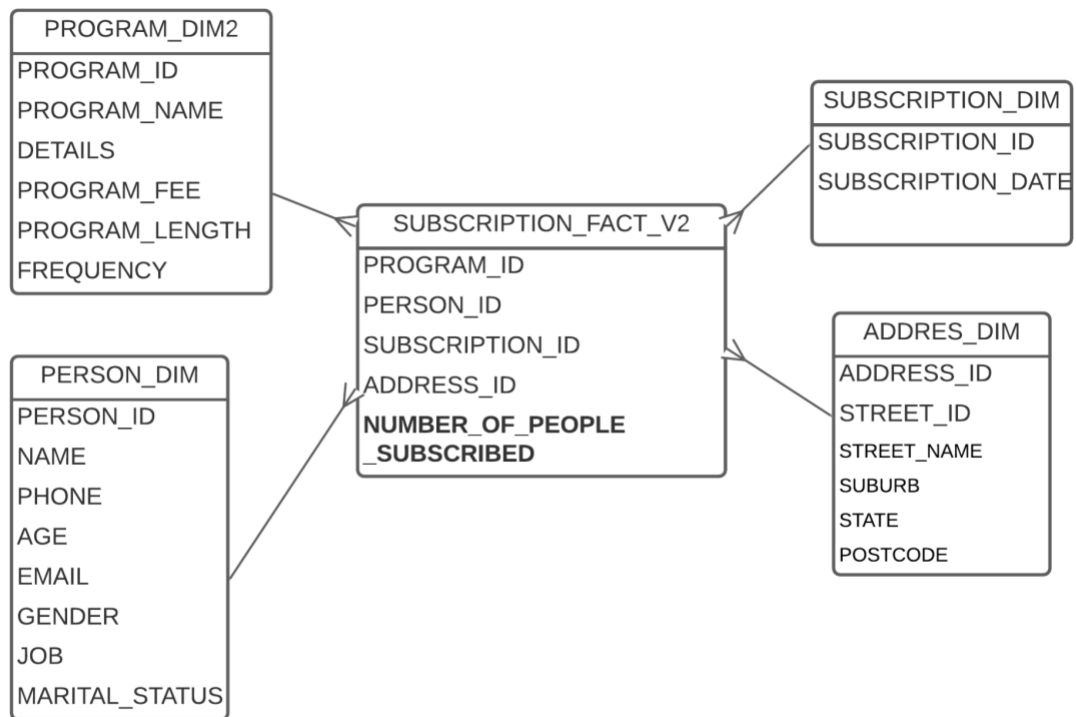 PROGRAM_DIM2
PROGRAM_ID
PROGRAM_NAME
DETAILS
PROGRAM_FEE
PROGRAM_LENGTH
FREQUENCY
PERSON_DIM
PERSON_ID
NAME
PHONE
AGE
EMAIL
GENDER
JOB
MARITAL_STATUS
SUBSCRIPTION_FACT_V2
PROGRAM_ID
PERSON_ID
SUBSCRIPTION_ID
ADDRESS_ID
NUMBER_OF_PEOPLE
_SUBSCRIBED
SUBSCRIPTION_DIM
SUBSCRIPTION_ID
SUBSCRIPTION_DATE
ADDRES_DIM
ADDRESS_ID
STREET_ID
STREET_NAME
SUBURB
STATE
POSTCODE